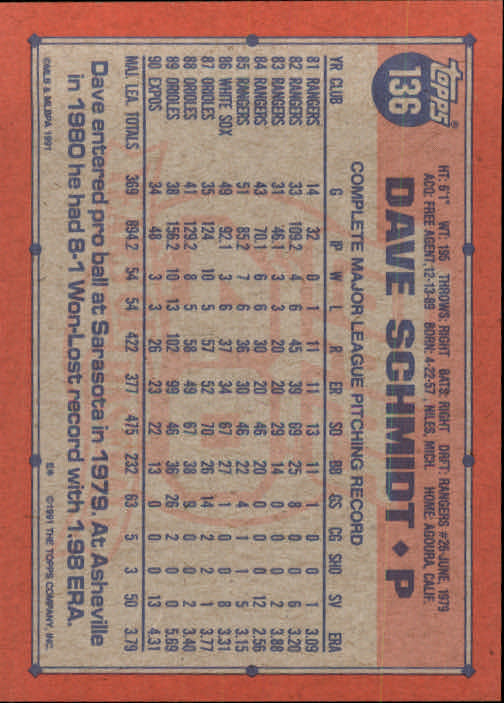 topps®
136
DAVE SCHMIDT • P
HT: 6'1" WT: 195 THROWS: RIGHT BATS: RIGHT DRFT: RANGERS #26-JUNE, 1979
ACQ: FREE AGENT, 12-13-89 BORN: 4-22-57, NILES, MICH. HOME: AGOURA, CALIF.
COMPLETE MAJOR LEAGUE PITCHING RECORD
YR CLUB G IP W L R ER SO BB GS CG SHO SV ERA
81 RANGERS 14 32 0 1 11 11 13 11 1 0 0 1 3.09
82 RANGERS 33 109.2 4 6 45 39 69 25 8 0 0 6 3.20
83 RANGERS 31 46.1 3 3 20 20 29 14 0 0 0 2 3.88
84 RANGERS 43 70.1 6 6 30 20 46 20 0 0 0 12 2.56
85 RANGERS 51 85.2 7 6 36 30 46 22 4 1 1 5 3.15
86 WHITE SOX 49 92.1 3 6 37 34 67 27 1 0 0 8 3.31
87 ORIOLES 35 124 10 5 57 52 70 26 14 2 2 1 3.77
88 ORIOLES 41 129.2 8 5 58 49 67 38 9 0 0 2 3.40
89 ORIOLES 38 156.2 10 13 102 99 46 36 26 2 0 0 5.69
90 EXPOS 34 48 3 3 26 23 22 13 0 0 0 13 4.31
MAJ. LEA. TOTALS 369 894.2 54 54 422 377 475 232 63 5 3 50 3.79
Dave entered pro ball at Sarasota in 1979. At Asheville
in 1980 he had 8-1 Won-Lost record with 1.98 ERA.
©MLB & MLBPA 1991 ©1991 THE TOPPS COMPANY, INC.